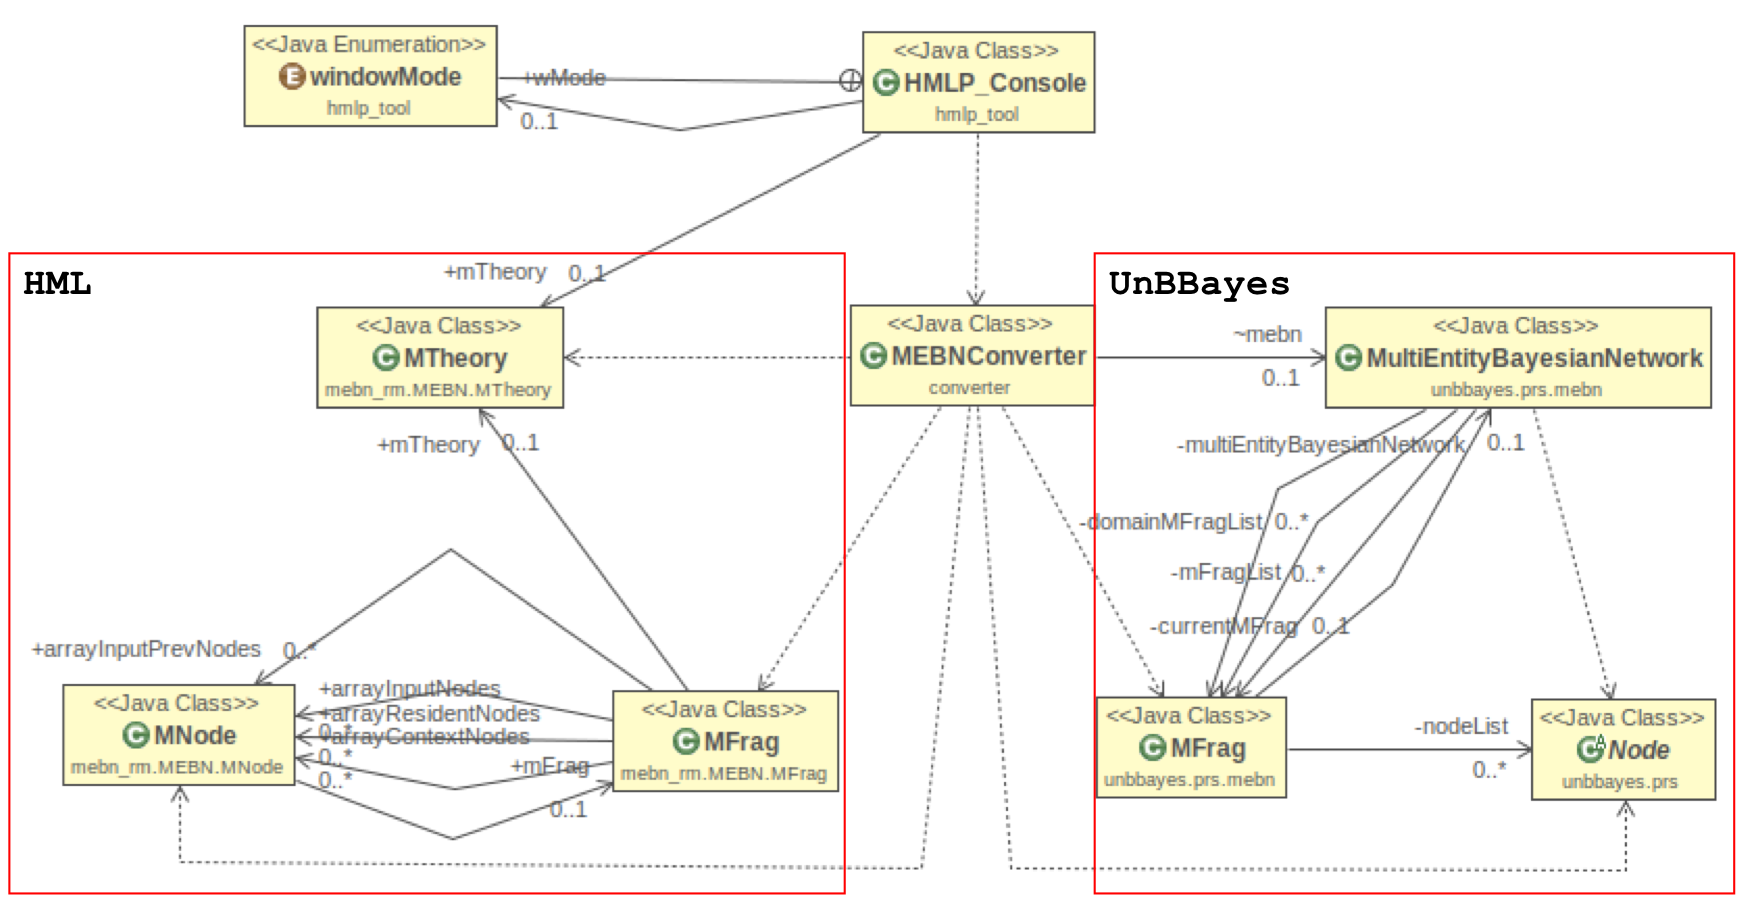 <<Java Enumeration>>
windowMode
hmlp_tool
+wMode
0..1
<<Java Class>>
HMLP_Console
hmlp_tool
HML
+mTheory 0..1
<<Java Class>>
MTheory
mebn_rm.MEBN.MTheory
+mTheory 0..1
<<Java Class>>
MEBNConverter
converter
UnBBayes
~mebn
0..1
<<Java Class>>
MultiEntityBayesianNetwork
unbbayes.prs.mebn
-multiEntityBayesianNetwork 0..1
-domainMFragList 0..*
-mFragList 0..*
-currentMFrag 0..1
+arrayInputPrevNodes 0..*
<<Java Class>>
MNode
mebn_rm.MEBN.MNode
+arrayInputNodes
+arrayResidentNodes
0..*
+arrayContextNodes
0..*
+mFrag
0..*
0..1
<<Java Class>>
MFrag
mebn_rm.MEBN.MFrag
<<Java Class>>
MFrag
unbbayes.prs.mebn
-nodeList
0..*
<<Java Class>>
Node
unbbayes.prs